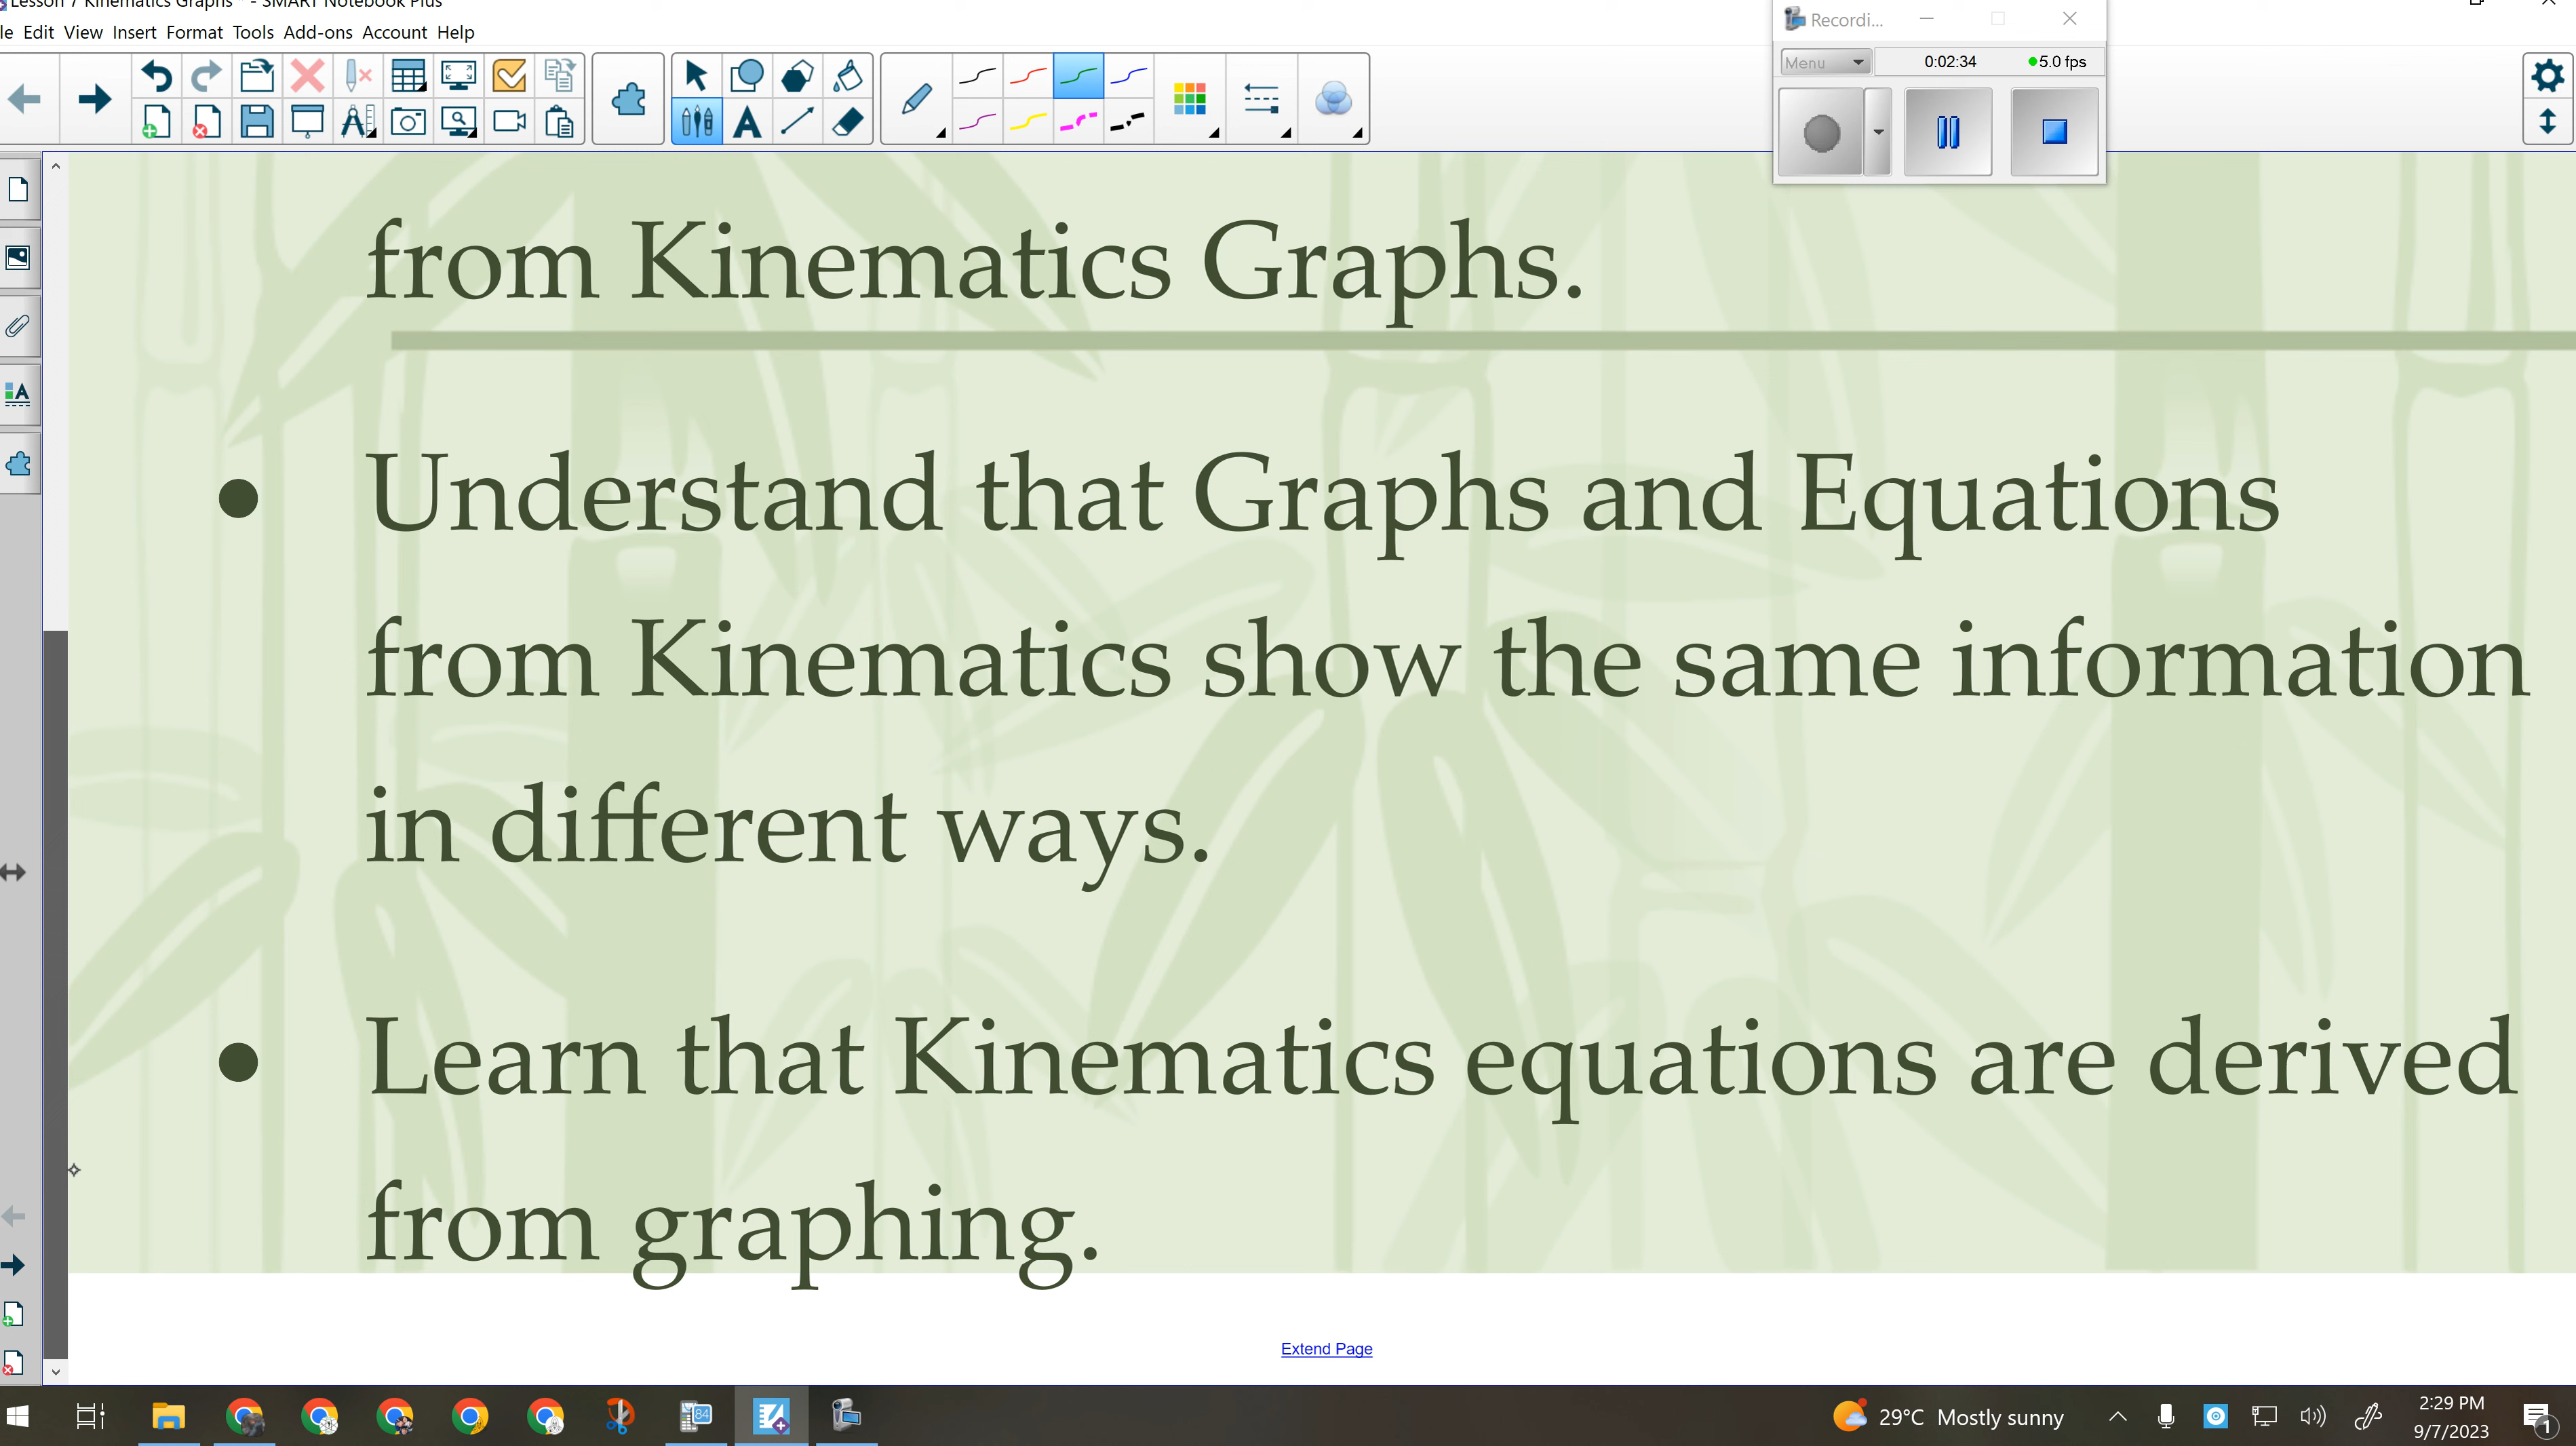 Lesson 7 Kinematics Graphs * - SMART Notebook Plus
le Edit View Insert Format Tools Add-ons Account Help
Recordi...
Menu 0:02:34 5.0 fps
from Kinematics Graphs.
• Understand that Graphs and Equations
from Kinematics show the same information
in different ways.
• Learn that Kinematics equations are derived
from graphing.
Extend Page
84
29°C Mostly sunny
2:29 PM
9/7/2023
1